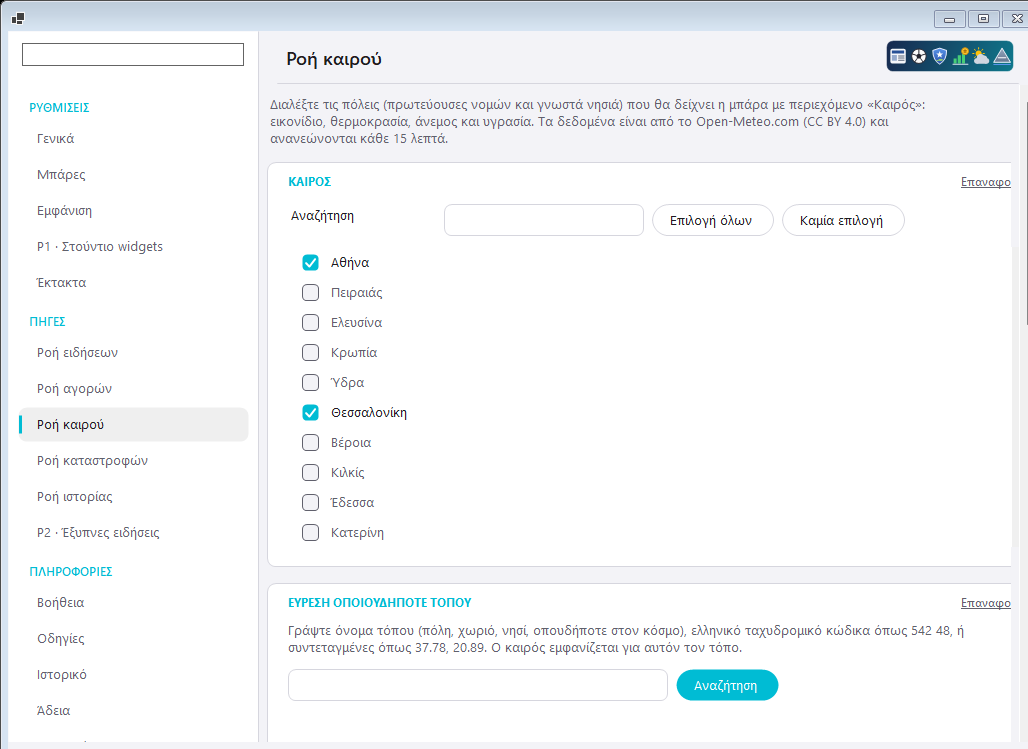 Ροή καιρού
Διαλέξτε τις πόλεις (πρωτεύουσες νομών και γνωστά νησιά) που θα δείχνει η μπάρα με περιεχόμενο «Καιρός»:
εικονίδιο, θερμοκρασία, άνεμος και υγρασία. Τα δεδομένα είναι από το Open-Meteo.com (CC BY 4.0) και
ανανεώνονται κάθε 15 λεπτά.
ΡΥΘΜΙΣΕΙΣ
Γενικά
Μπάρες
Εμφάνιση
P1 · Στούντιο widgets
Έκτακτα
ΠΗΓΕΣ
Ροή ειδήσεων
Ροή αγορών
Ροή καιρού
Ροή καταστροφών
Ροή ιστορίας
P2 · Έξυπνες ειδήσεις
ΠΛΗΡΟΦΟΡΙΕΣ
Βοήθεια
Οδηγίες
Ιστορικό
Άδεια
ΚΑΙΡΟΣ
Επαναφο
Αναζήτηση
Επιλογή όλων
Καμία επιλογή
Αθήνα
Πειραιάς
Ελευσίνα
Κρωπία
Ύδρα
Θεσσαλονίκη
Βέροια
Κιλκίς
Έδεσσα
Κατερίνη
ΕΥΡΕΣΗ ΟΠΟΙΟΥΔΗΠΟΤΕ ΤΟΠΟΥ
Επαναφο
Γράψτε όνομα τόπου (πόλη, χωριό, νησί, οπουδήποτε στον κόσμο), ελληνικό ταχυδρομικό κώδικα όπως 542 48, ή
συντεταγμένες όπως 37.78, 20.89. Ο καιρός εμφανίζεται για αυτόν τον τόπο.
Αναζήτηση